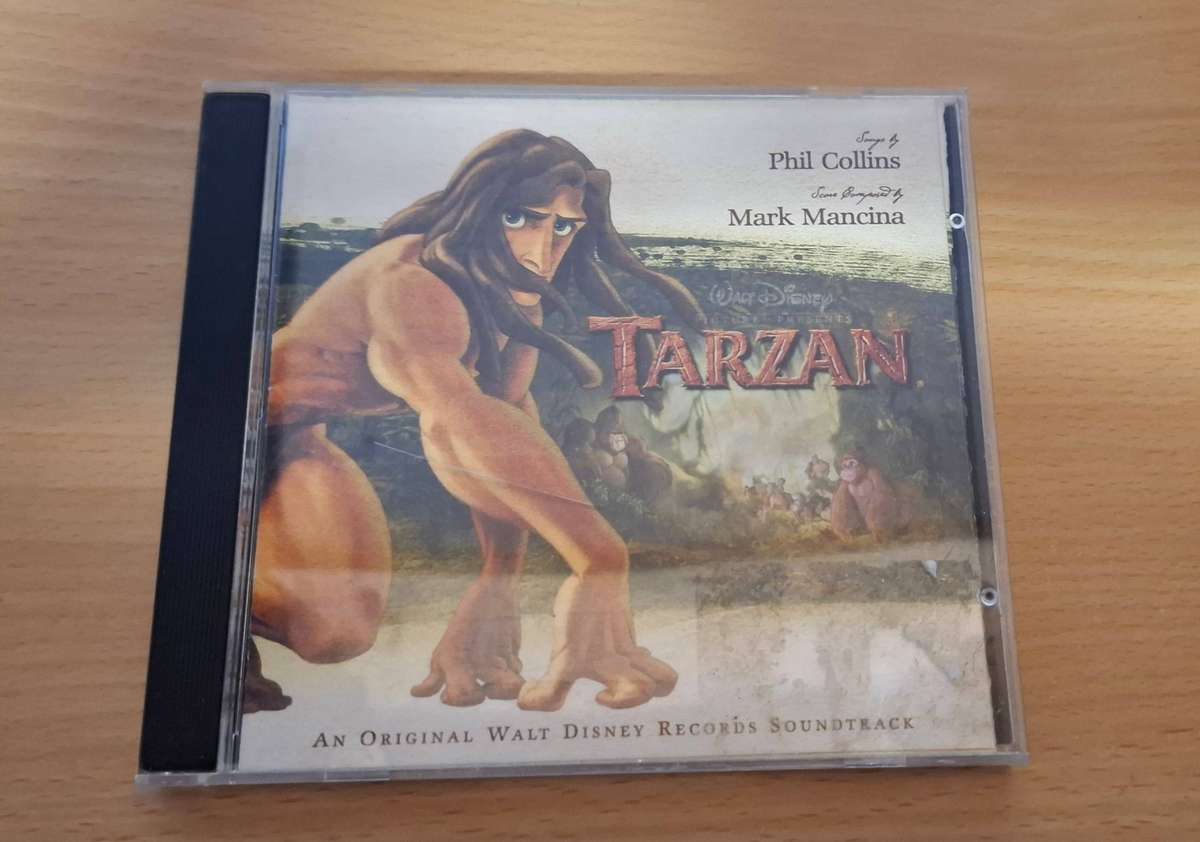 Songs by
Phil Collins
Score Composed by
Mark Mancina
Walt Disney
Pictures Presents
Tarzan
An Original Walt Disney Records Soundtrack